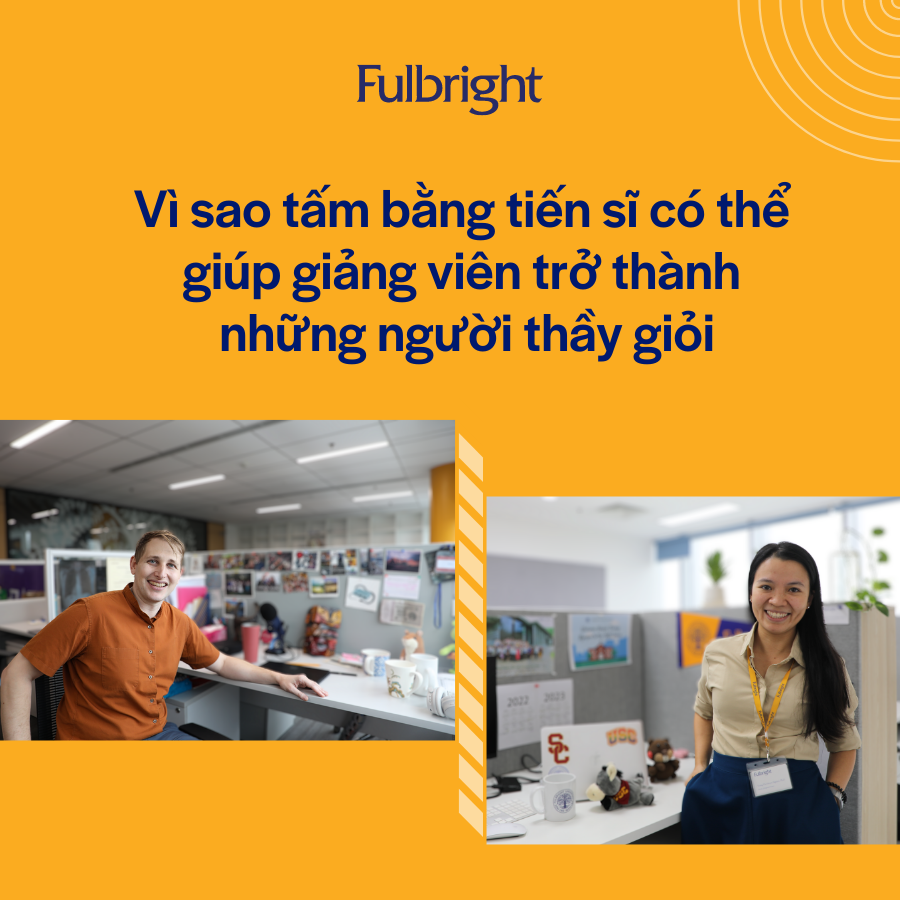 Fulbright
Vì sao tấm bằng tiến sĩ có thể
giúp giảng viên trở thành
những người thầy giỏi
2022 2023
SC
USC
Fulbright